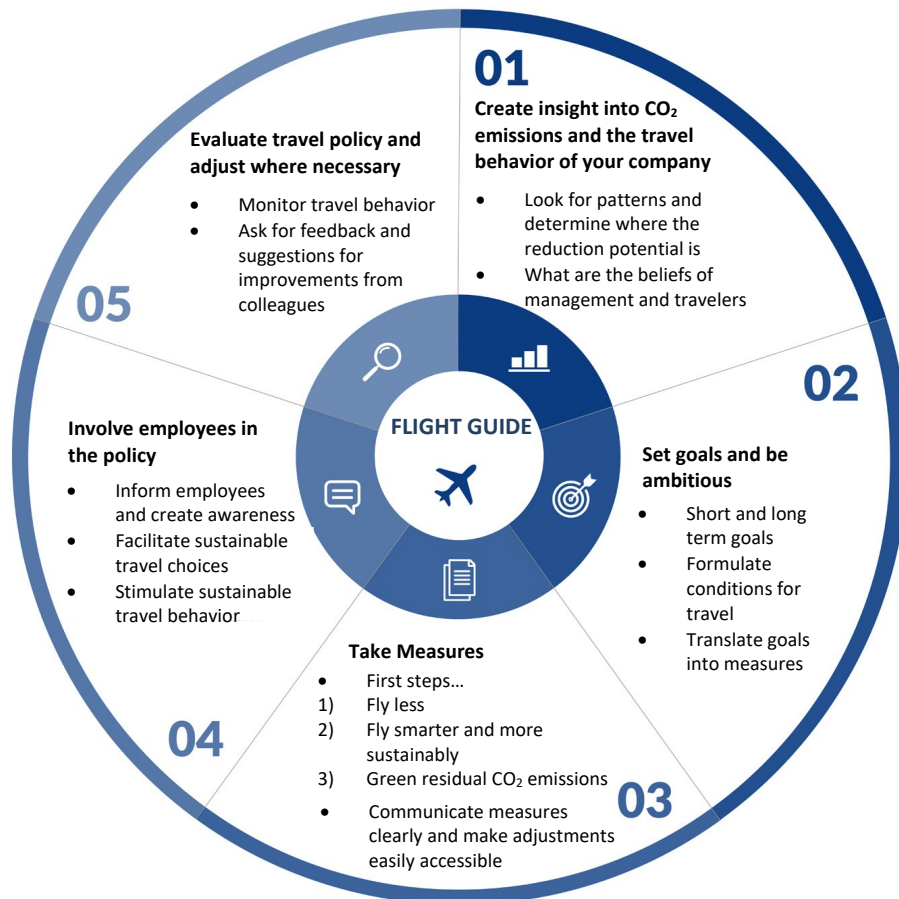 01
Create insight into CO₂
emissions and the travel
behavior of your company
• Look for patterns and
determine where the
reduction potential is
• What are the beliefs of
management and travelers
02
Set goals and be
ambitious
• Short and long
term goals
• Formulate
conditions for
travel
• Translate goals
into measures
Take Measures
• First steps...
1) Fly less
2) Fly smarter and more
sustainably
3) Green residual CO₂ emissions
• Communicate measures
clearly and make adjustments
easily accessible
03
Involve employees in
the policy
• Inform employees
and create awareness
• Facilitate sustainable
travel choices
• Stimulate sustainable
travel behavior
04
Evaluate travel policy and
adjust where necessary
• Monitor travel behavior
• Ask for feedback and
suggestions for
improvements from
colleagues
05
FLIGHT GUIDE